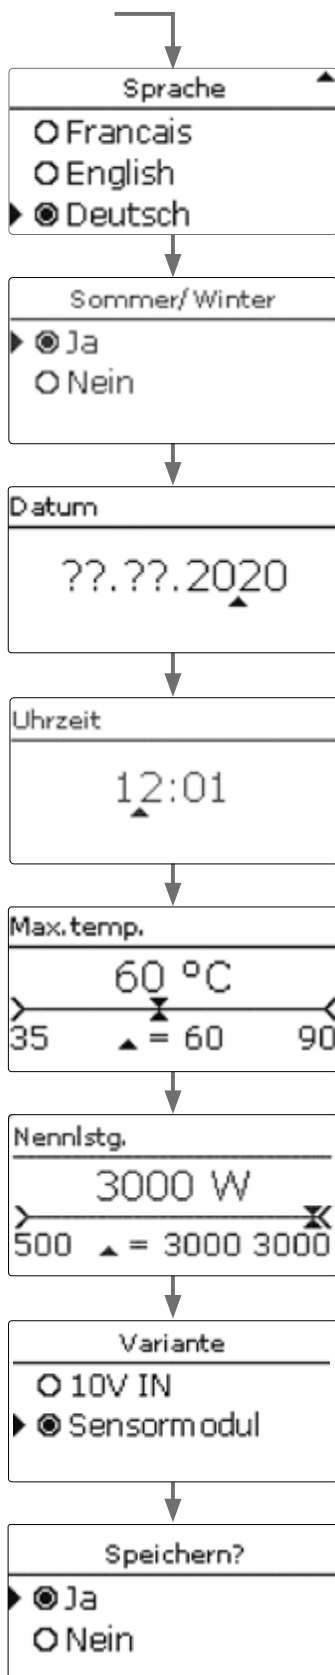 Sprache
Francais
English
Deutsch
Sommer/Winter
Ja
Nein
Datum
??.??.2020
Uhrzeit
12:01
Max.temp.
60 °C
35 = 60 90
Nennlstg.
3000 W
500 = 3000 3000
Variante
10V IN
Sensormodul
Speichern?
Ja
Nein